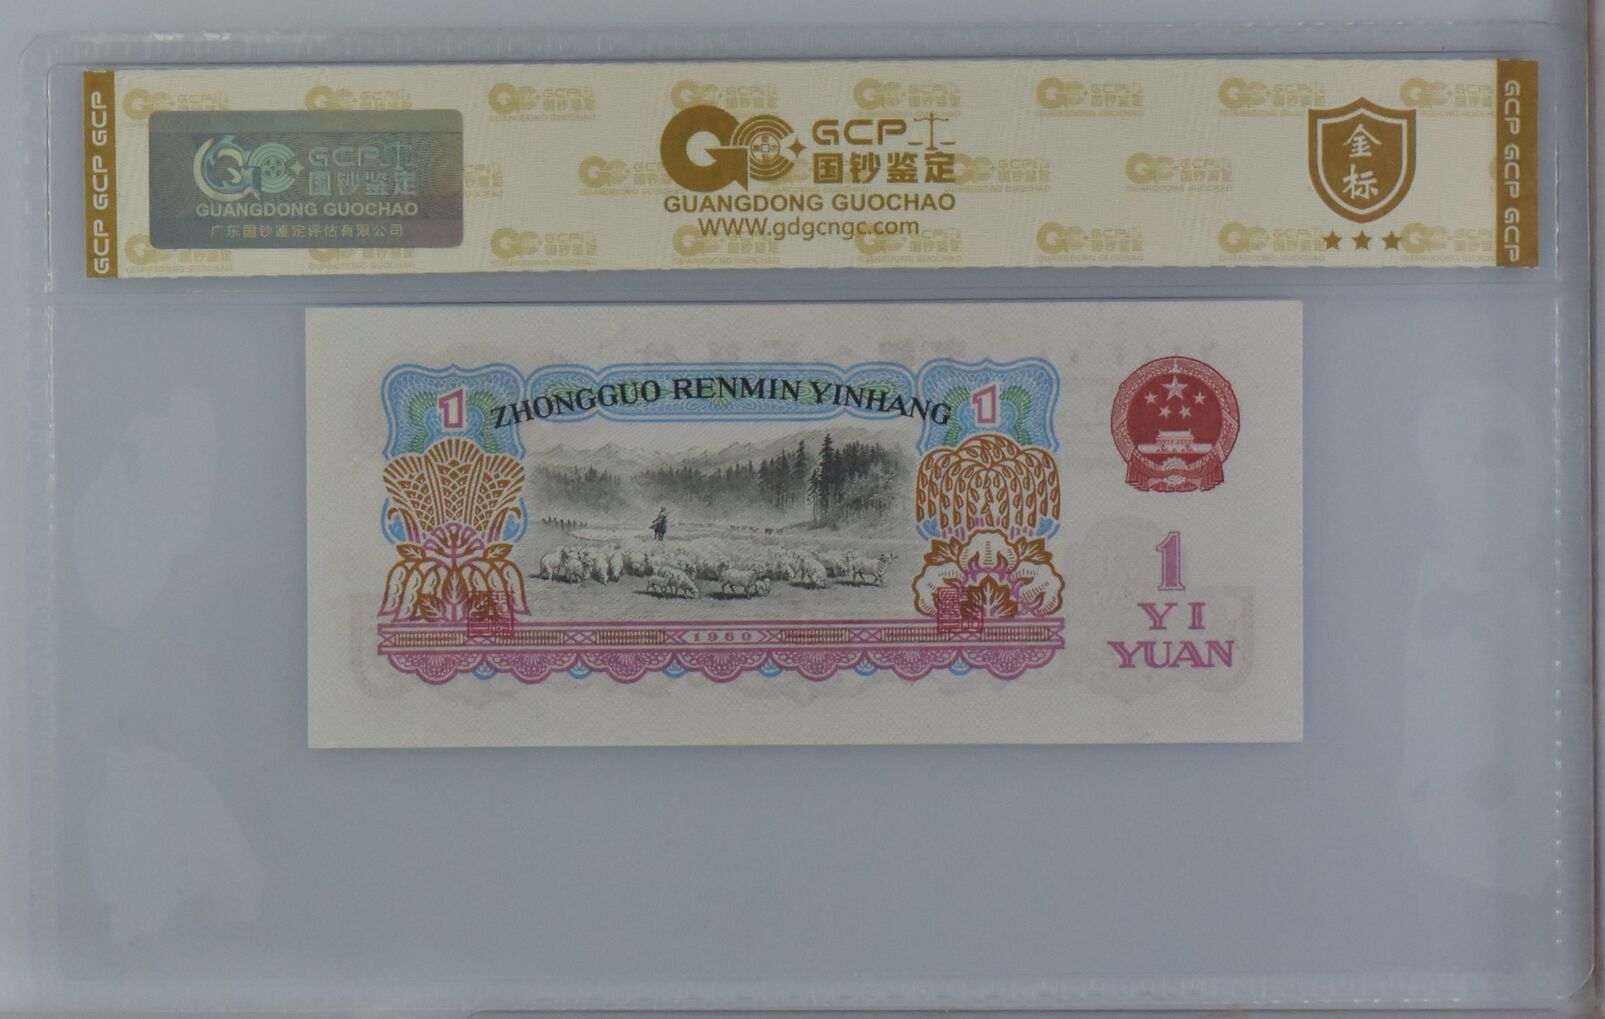 GCP GCP GCP
GCP
国钞鉴定
GUANGDONG GUOCHAO
广东国钞鉴定评估有限公司
GCP
国钞鉴定
GUANGDONG GUOCHAO
WWW.gdgcngc.com
金标
GCP GCP GCP
1
ZHONGGUO RENMIN YINHANG
1
1960
1
YI
YUAN